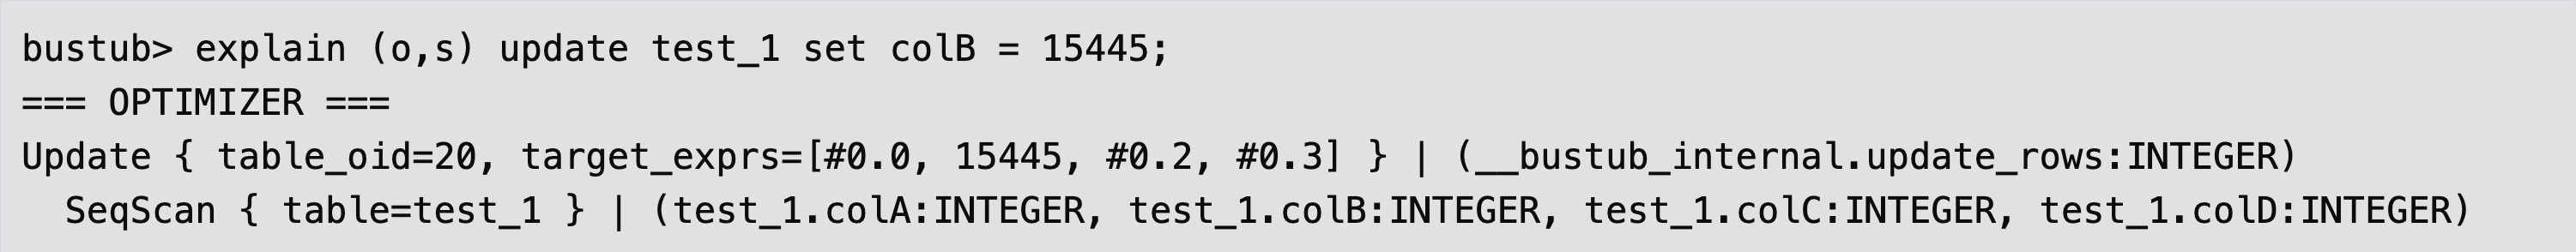 bustub> explain (o,s) update test_1 set colB = 15445;
=== OPTIMIZER ===
Update { table_oid=20, target_exprs=[#0.0, 15445, #0.2, #0.3] } | (__bustub_internal.update_rows:INTEGER)
  SeqScan { table=test_1 } | (test_1.colA:INTEGER, test_1.colB:INTEGER, test_1.colC:INTEGER, test_1.colD:INTEGER)